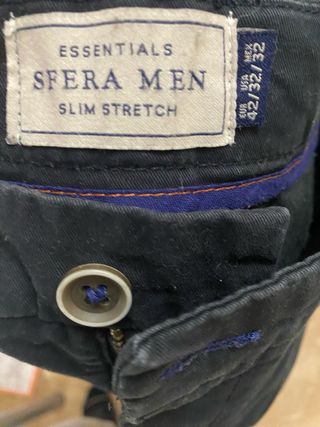 ESSENTIALS
SFERA MEN
SLIM STRETCH
EUR USA MEX
42/32/32